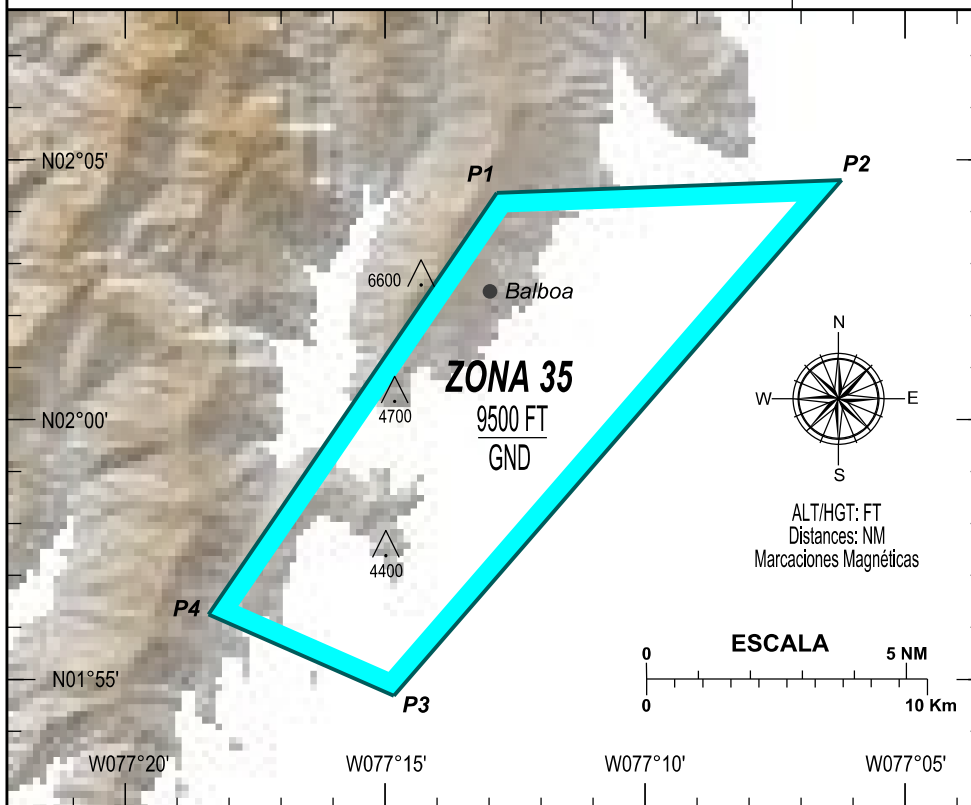 P2
P1
N02°05'
6600
Balboa
ZONA 35
9500 FT
GND
N
W
E
S
4700
N02°00'
ALT/HGT: FT
Distances: NM
Marcaciones Magnéticas
4400
P4
ESCALA
0
5 NM
0
10 Km
N01°55'
P3
W077°20'
W077°15'
W077°10'
W077°05'